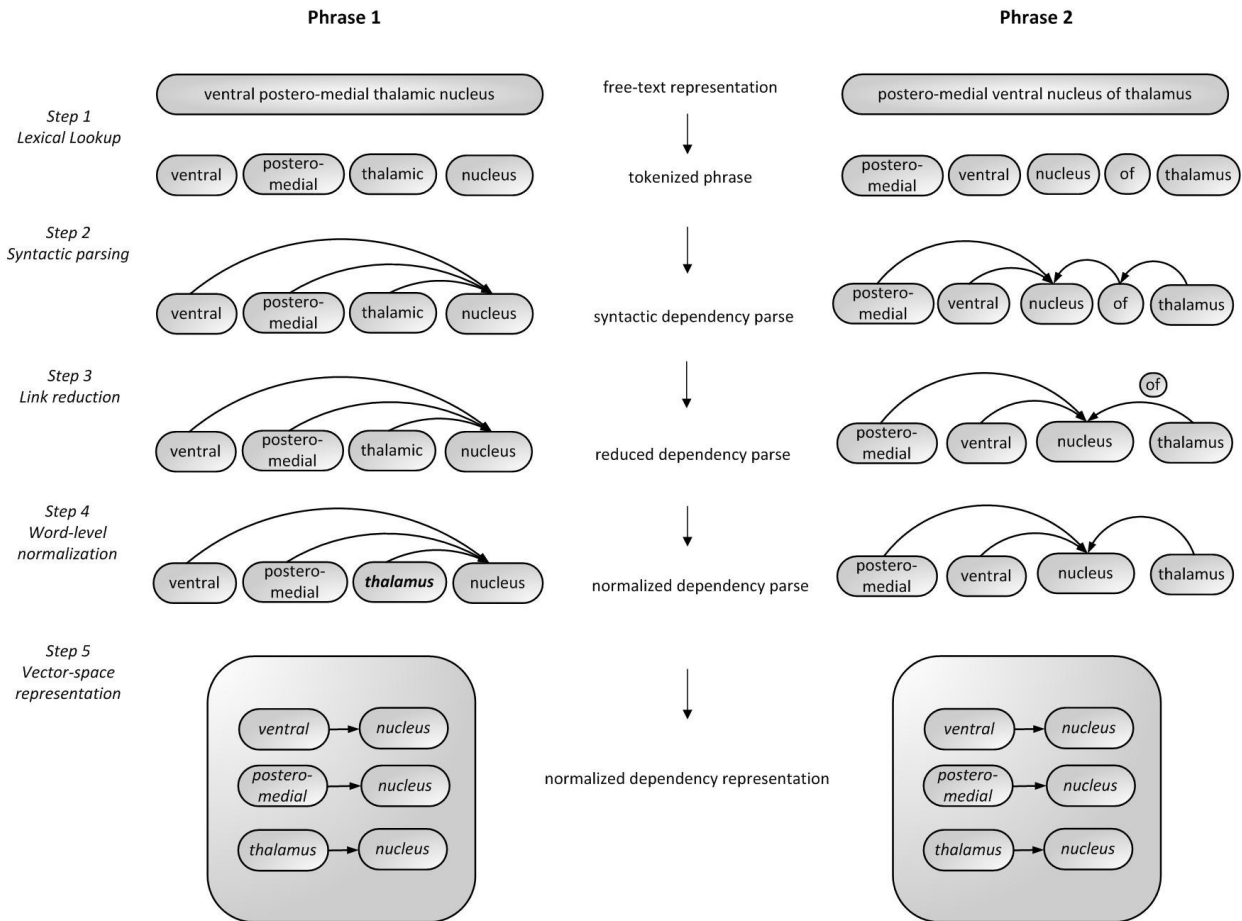 Phrase 1
Phrase 2
Step 1
Lexical Lookup
ventral postero-medial thalamic nucleus
free-text representation
postero-medial ventral nucleus of thalamus
ventral
postero-
medial
thalamic
nucleus
tokenized phrase
postero-
medial
ventral
nucleus
of
thalamus
Step 2
Syntactic parsing
ventral
postero-
medial
thalamic
nucleus
syntactic dependency parse
postero-
medial
ventral
nucleus
of
thalamus
Step 3
Link reduction
ventral
postero-
medial
thalamic
nucleus
reduced dependency parse
of
postero-
medial
ventral
nucleus
thalamus
Step 4
Word-level
normalization
ventral
postero-
medial
thalamus
nucleus
normalized dependency parse
postero-
medial
ventral
nucleus
thalamus
Step 5
Vector-space
representation
ventral
nucleus
postero-
medial
nucleus
thalamus
nucleus
normalized dependency representation
ventral
nucleus
postero-
medial
nucleus
thalamus
nucleus